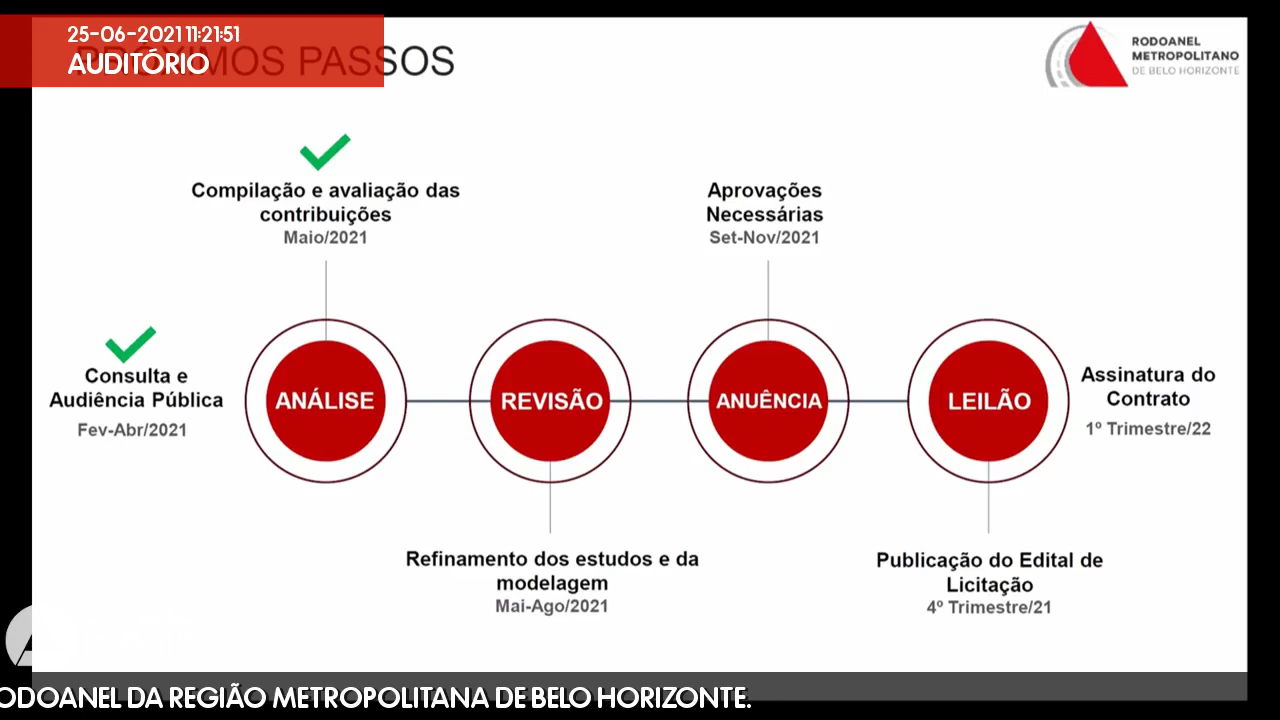 25-06-2021 11:21:51
AUDITÓRIO
PRÓXIMOS PASSOS
RODOANEL
METROPOLITANO
DE BELO HORIZONTE
Compilação e avaliação das
contribuições
Maio/2021
Aprovações
Necessárias
Set-Nov/2021
Consulta e
Audiência Pública
Fev-Abr/2021
ANÁLISE
REVISÃO
ANUÊNCIA
LEILÃO
Assinatura do
Contrato
1º Trimestre/22
Refinamento dos estudos e da
modelagem
Mai-Ago/2021
Publicação do Edital de
Licitação
4º Trimestre/21
ODOANEL DA REGIÃO METROPOLITANA DE BELO HORIZONTE.